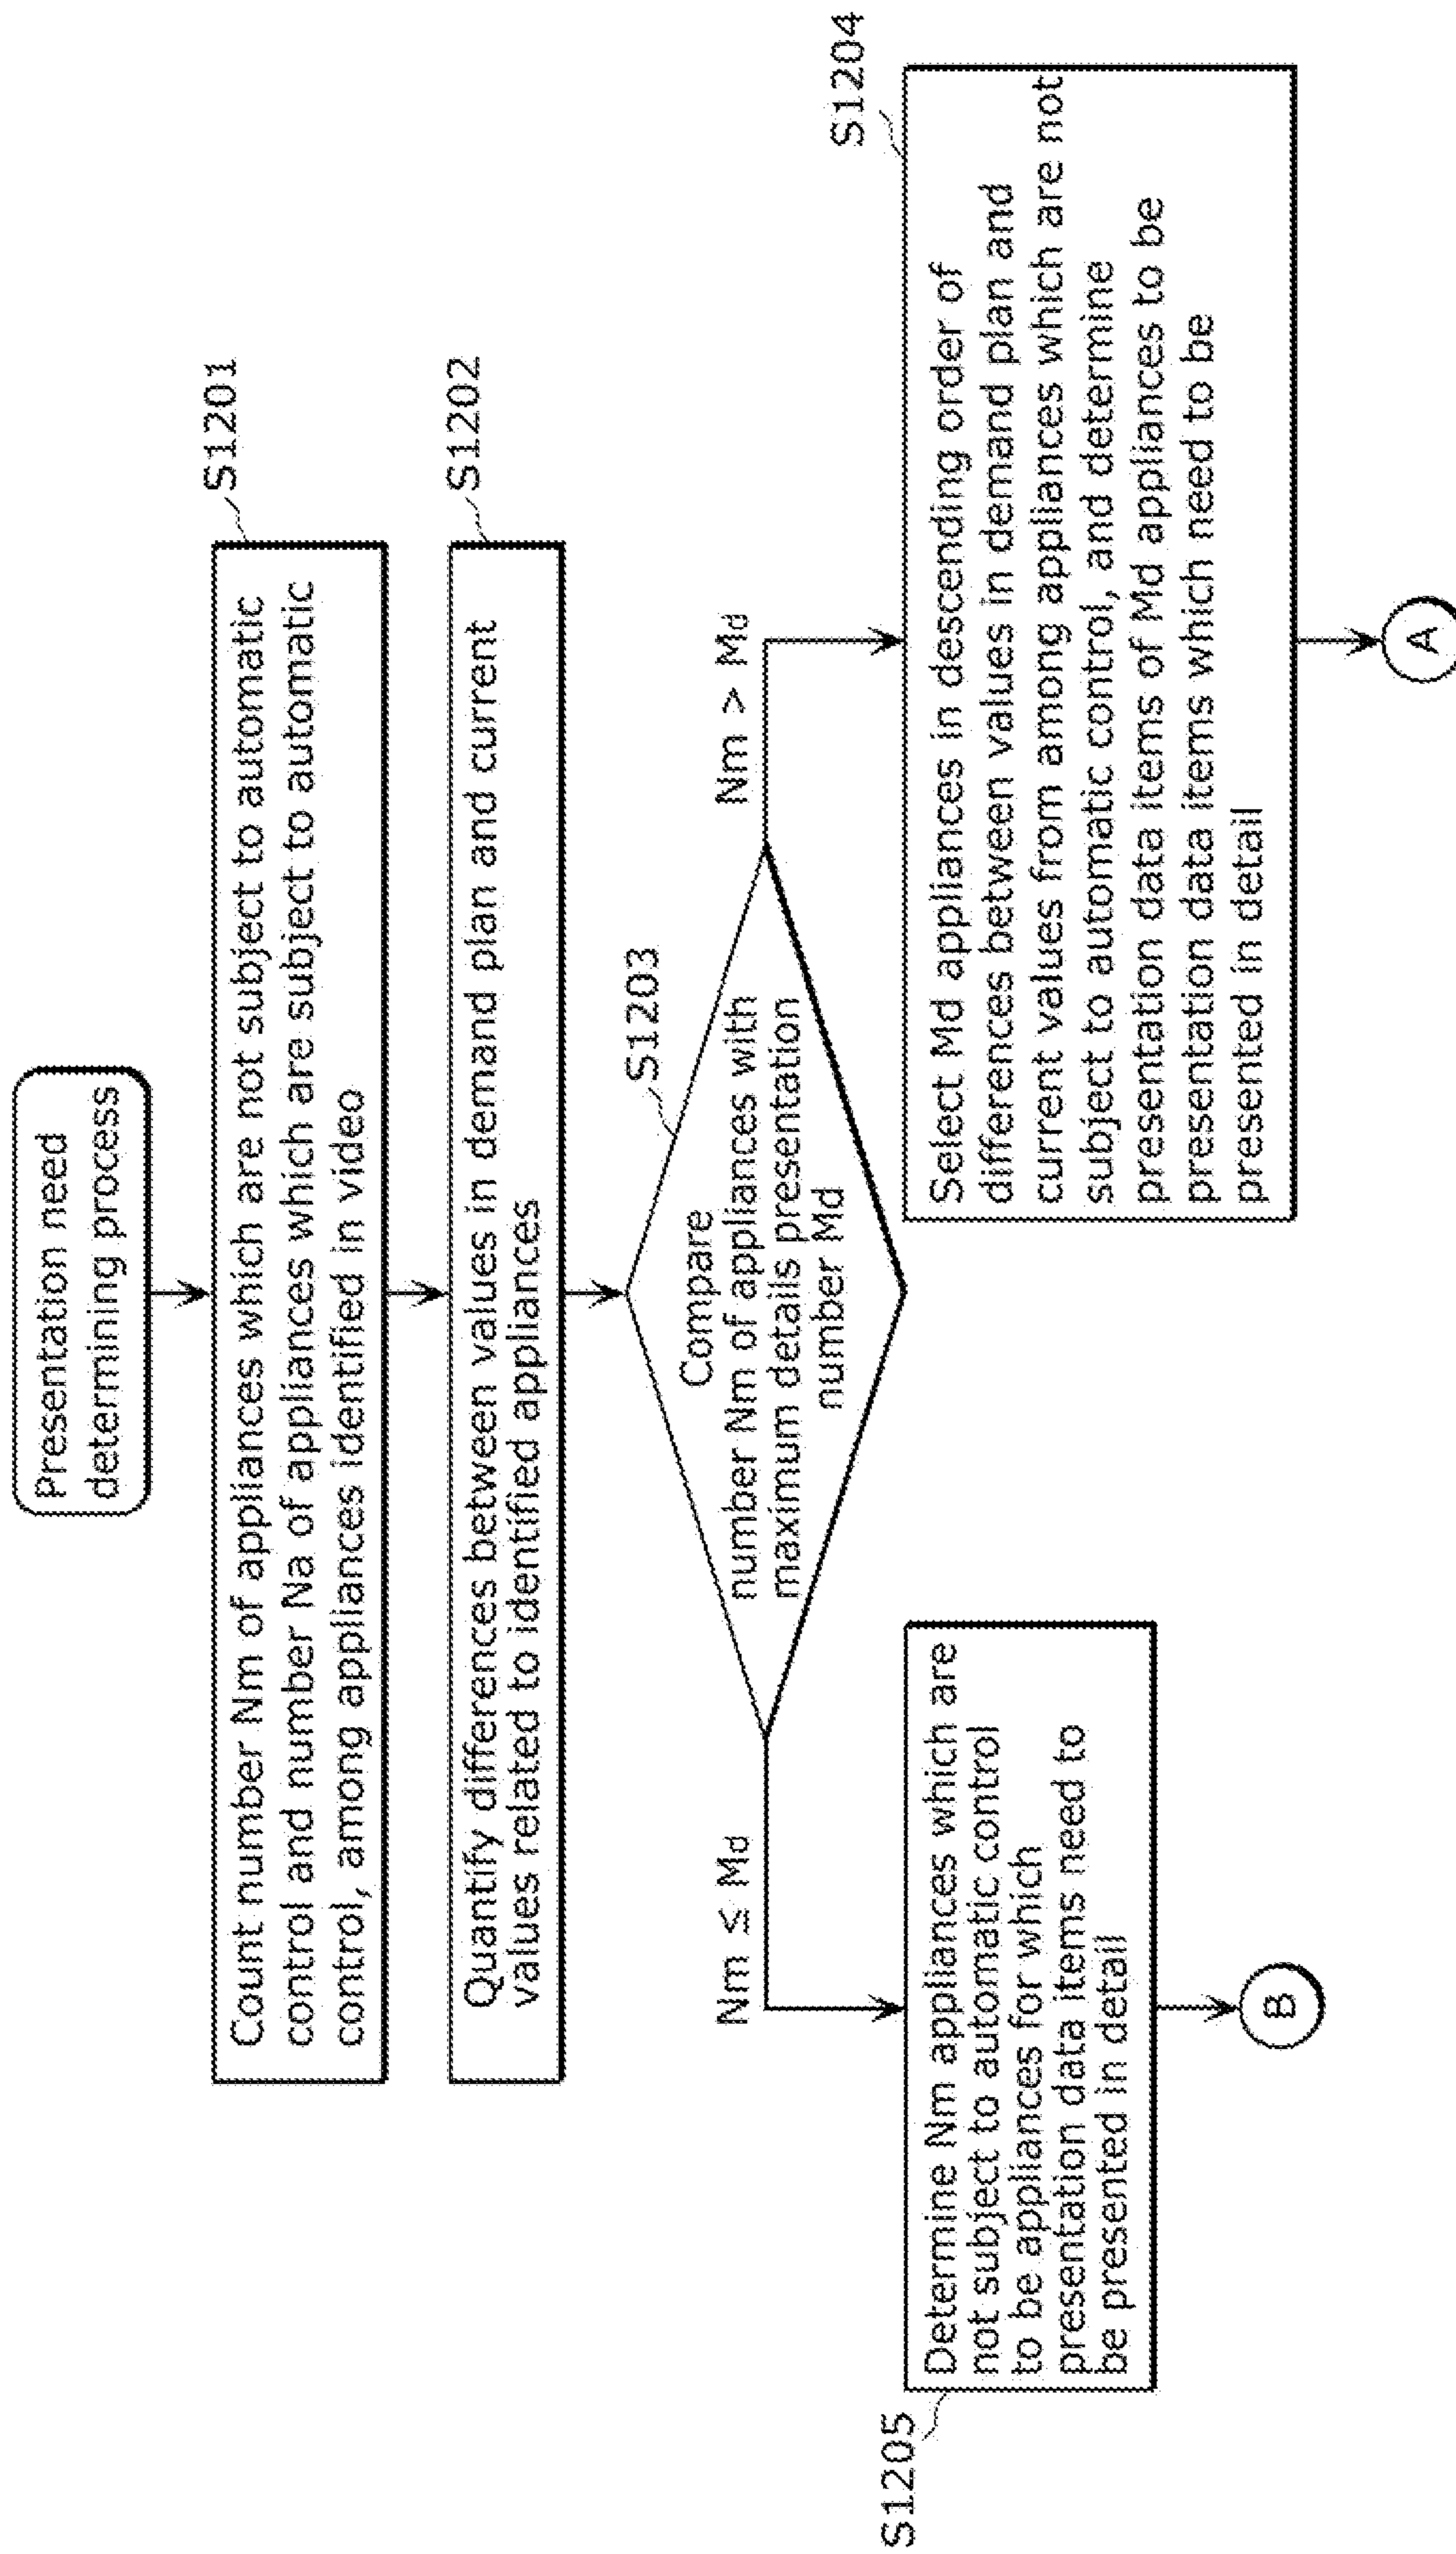 Presentation need
determining process
S1201
Count number Nm of appliances which are not subject to automatic
control and number Na of appliances which are subject to automatic
control, among appliances identified in video
S1202
Quantify differences between values in demand plan and current
values related to identified appliances
S1203
Compare
number Nm of appliances with
maximum details presentation
number Md
Nm ≤ Md
Nm > Md
S1205
Determine Nm appliances which are
not subject to automatic control
to be appliances for which
presentation data items need to
be presented in detail
B
S1204
Select Md appliances in descending order of
differences between values in demand plan and
current values from among appliances which are not
subject to automatic control, and determine
presentation data items of Md appliances to be
presentation data items which need to be
presented in detail
A